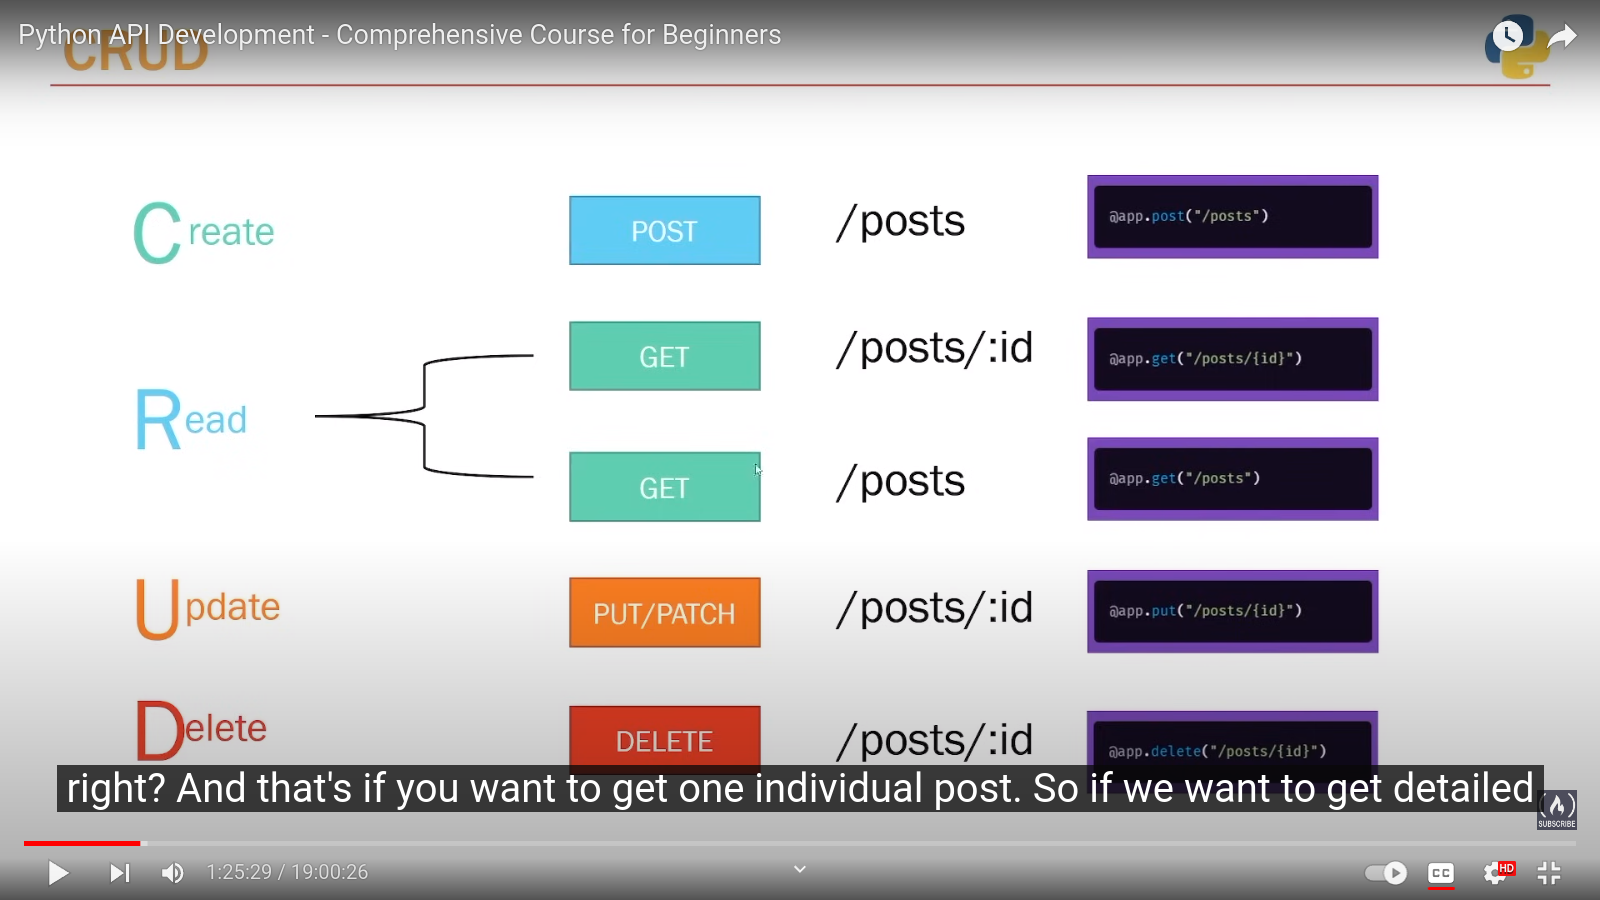 Python API Development - Comprehensive Course for Beginners
CRUD
Create
POST
/posts
@app.post("/posts")
Read
GET
/posts/:id
@app.get("/posts/{id}")
GET
/posts
@app.get("/posts")
Update
PUT/PATCH
/posts/:id
@app.put("/posts/{id}")
Delete
DELETE
/posts/:id
@app.delete("/posts/{id}")
right? And that's if you want to get one individual post. So if we want to get detailed
SUBSCRIBE
1:25:29 / 19:00:26
CC
HD